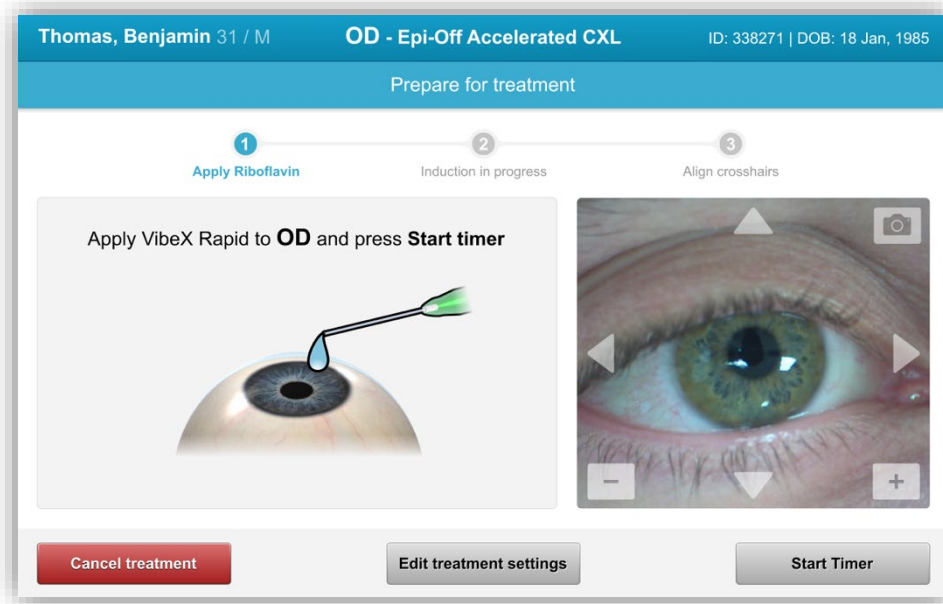 Thomas, Benjamin 31 / M OD - Epi-Off Accelerated CXL ID: 338271 | DOB: 18 Jan, 1985
Prepare for treatment
1 2 3
Apply Riboflavin Induction in progress Align crosshairs
Apply VibeX Rapid to OD and press Start timer
- +
Cancel treatment Edit treatment settings Start Timer